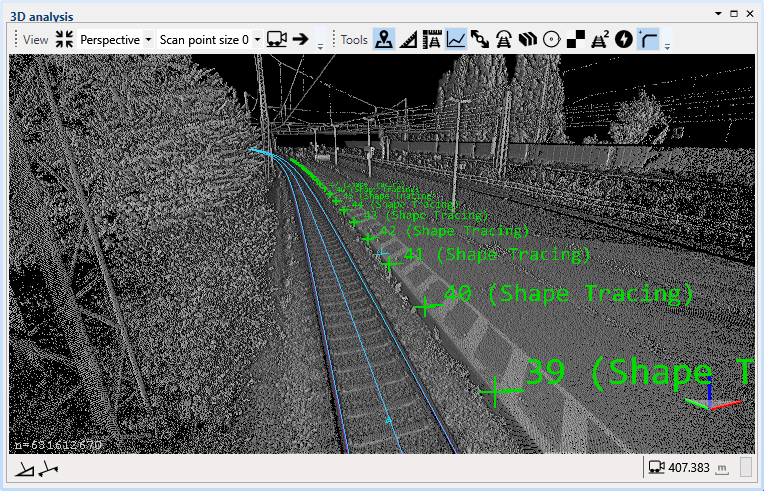 3D analysis
View Perspective Scan point size 0 Tools
42 (Shape Tracing)
41 (Shape Tracing)
40 (Shape Tracing)
39 (Shape T
n=681612670
407.383 m